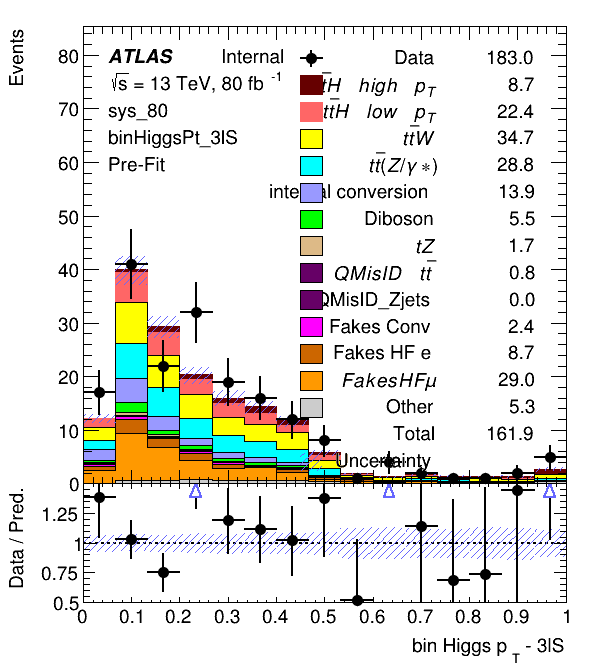 Events
80
70
60
50
40
30
20
10
0
ATLAS Internal
√s = 13 TeV, 80 fb -1
sys_80
binHiggsPt_3lS
Pre-Fit
Data 183.0
tt̄H high pT 8.7
tt̄H low pT 22.4
tt̄W 34.7
tt̄(Z/γ∗) 28.8
internal conversion 13.9
Diboson 5.5
tZ 1.7
QMisID tt̄ 0.8
QMisID_Zjets 0.0
Fakes Conv 2.4
Fakes HF e 8.7
FakesHFμ 29.0
Other 5.3
Total 161.9
Uncertainty
Data / Pred.
1.25
1
0.75
0.5
0 0.1 0.2 0.3 0.4 0.5 0.6 0.7 0.8 0.9 1
bin Higgs pT - 3lS